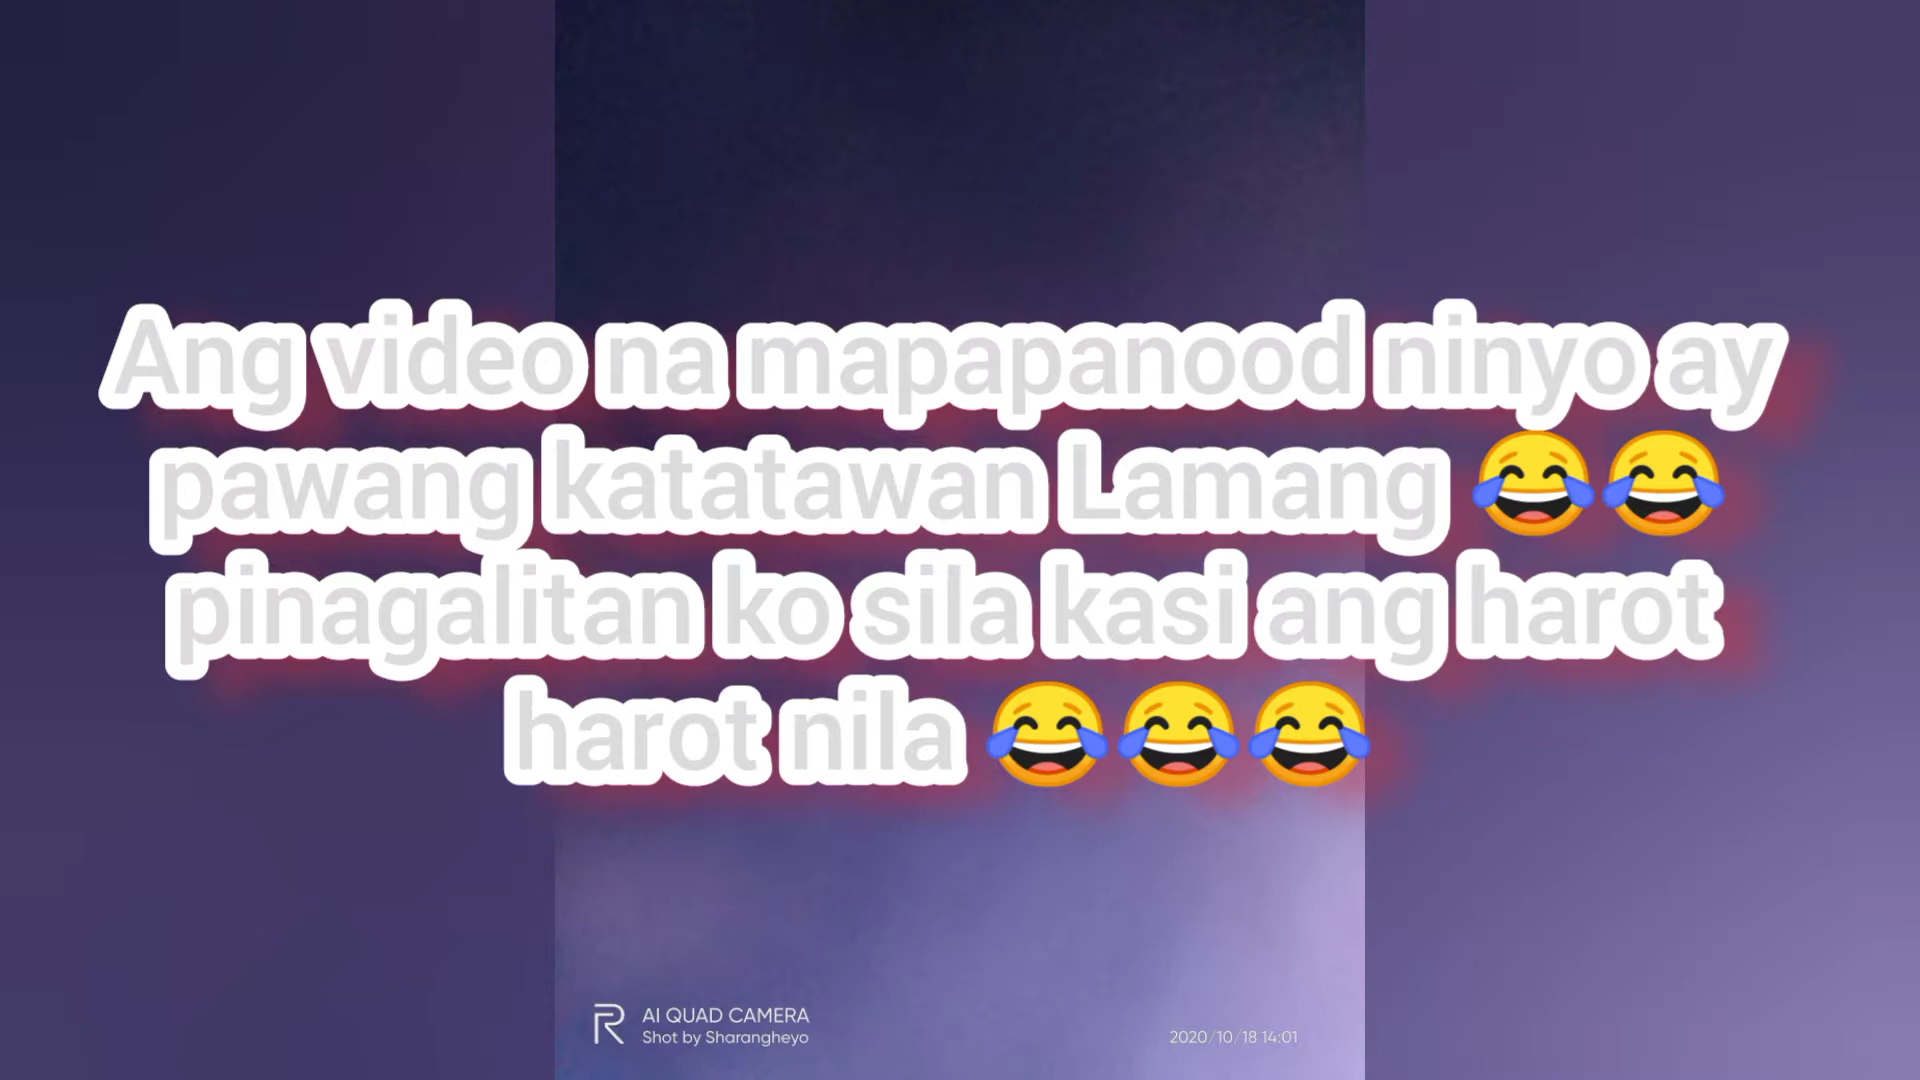 Ang video na mapapanood ninyo ay
pawang katatawan Lamang 😂😂
pinagalitan ko sila kasi ang harot
harot nila 😂😂😂
AI QUAD CAMERA
Shot by Sharangheyo
2020/10/18 14:01